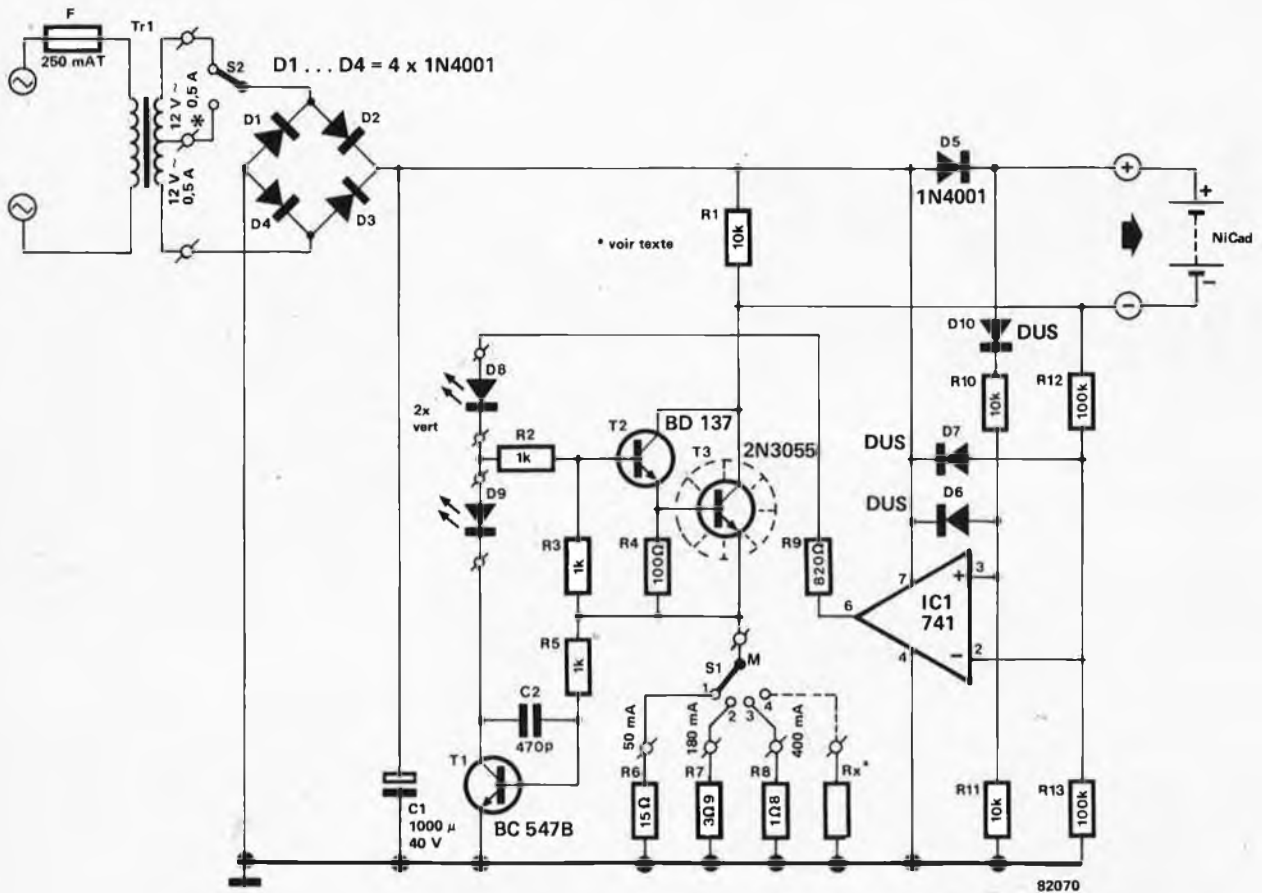 F
250 mAT
Tr1
12 V ~
0,5 A
*
12 V ~
0,5 A
S2
D1 . . . D4 = 4 x 1N4001
D1
D2
D4
D3
C1
1000 µ
40 V
* voir texte
R1
10k
D5
1N4001
+
+
NiCad
−
−
D8
2x
vert
D9
R2
1k
R3
1k
R4
100Ω
R5
1k
C2
470p
T1
BC 547B
T2
BD 137
T3
2N3055
R9
820Ω
D10
DUS
R10
10k
R12
100k
DUS
D7
DUS
D6
7
+
3
6
IC1
741
4
−
2
S1
M
1
2
3
4
50 mA
180 mA
400 mA
R6
15Ω
R7
3Ω9
R8
1Ω8
Rx*
R11
10k
R13
100k
82070